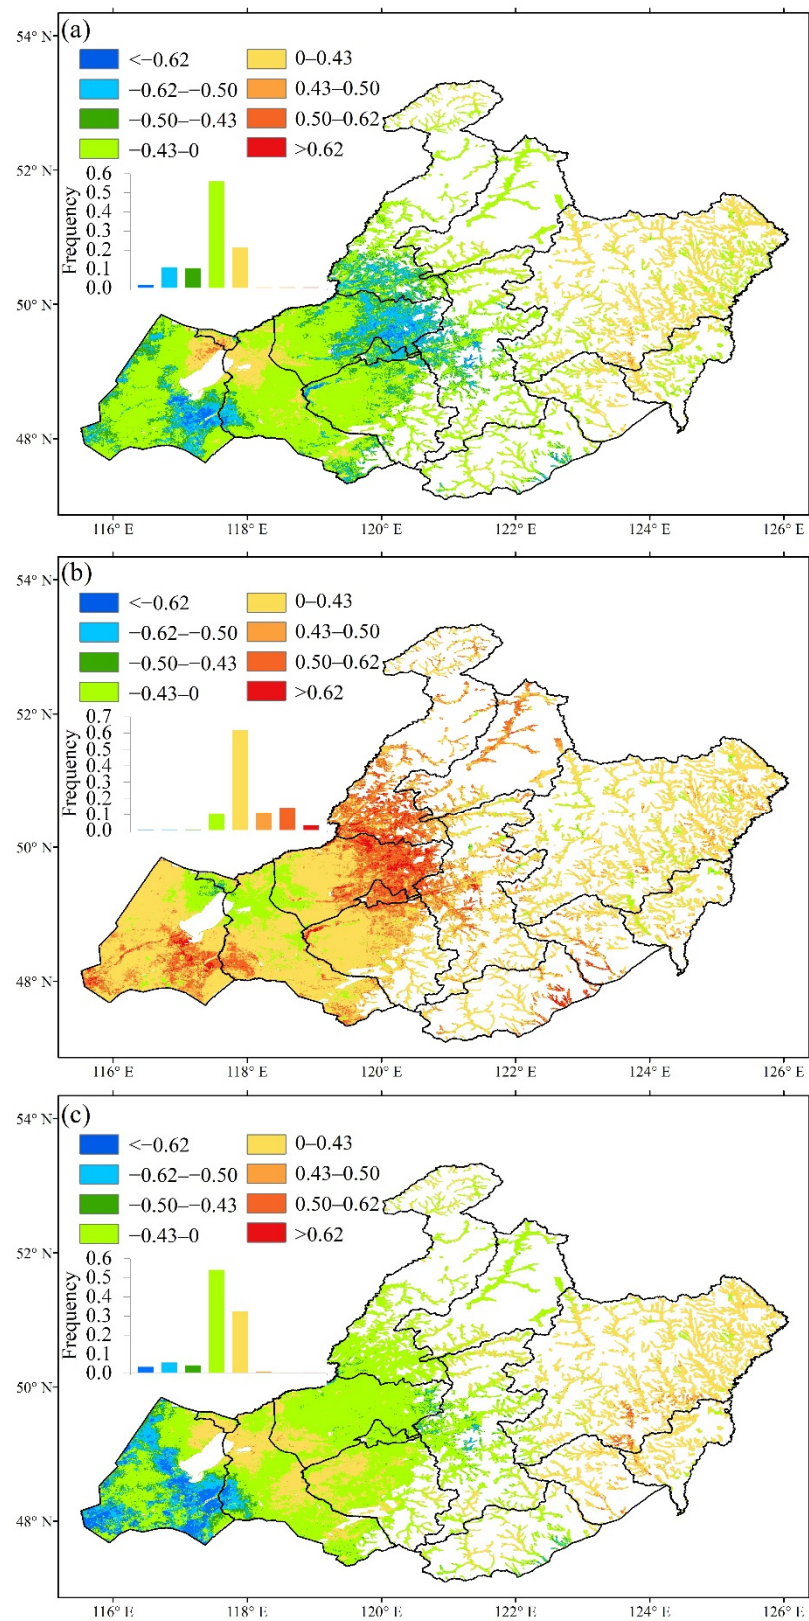 (a)
54° N
52° N
50° N
48° N
<−0.62
−0.62–−0.50
−0.50–−0.43
−0.43–0
0–0.43
0.43–0.50
0.50–0.62
>0.62
Frequency
0.6
0.5
0.4
0.3
0.2
0.1
0.0
116° E
118° E
120° E
122° E
124° E
126° E
(b)
54° N
52° N
50° N
48° N
<−0.62
−0.62–−0.50
−0.50–−0.43
−0.43–0
0–0.43
0.43–0.50
0.50–0.62
>0.62
Frequency
0.7
0.6
0.5
0.4
0.3
0.2
0.1
0.0
116° E
118° E
120° E
122° E
124° E
126° E
(c)
54° N
52° N
50° N
48° N
<−0.62
−0.62–−0.50
−0.50–−0.43
−0.43–0
0–0.43
0.43–0.50
0.50–0.62
>0.62
Frequency
0.6
0.5
0.4
0.3
0.2
0.1
0.0
116° E
118° E
120° E
122° E
124° E
126° E